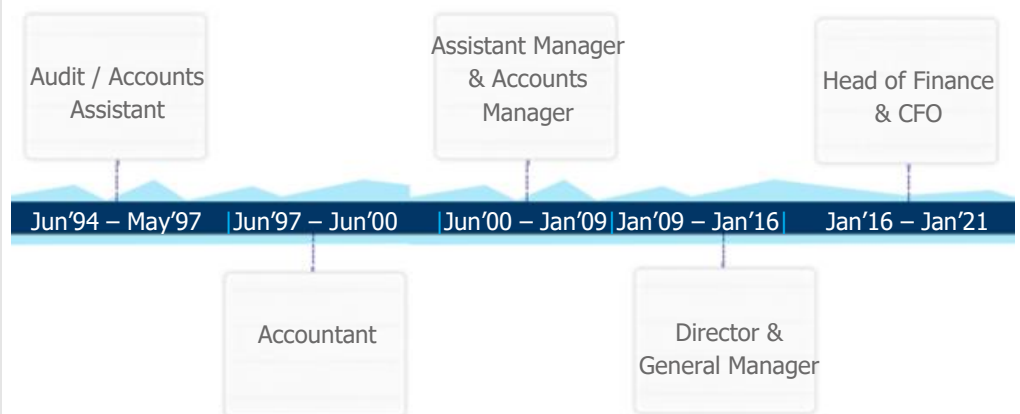 Audit / Accounts
Assistant
Assistant Manager
& Accounts
Manager
Head of Finance
& CFO
Jun’94 – May’97 |Jun’97 – Jun’00 |Jun’00 – Jan’09|Jan’09 – Jan’16| Jan’16 – Jan’21
Accountant
Director &
General Manager